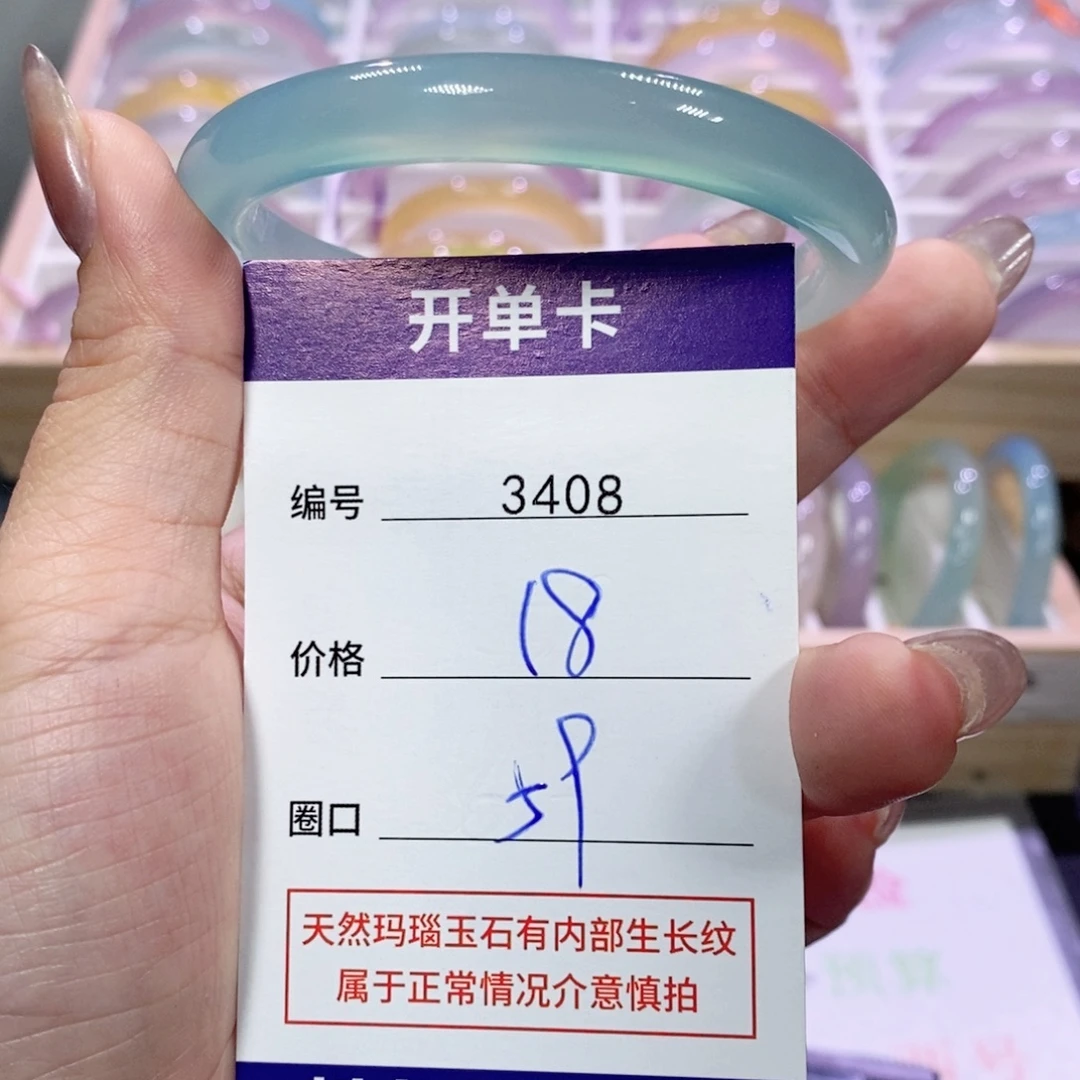 开单卡
编号 3408
价格 18
圈口 59
天然玛瑙玉石有内部生长纹
属于正常情况介意慎拍